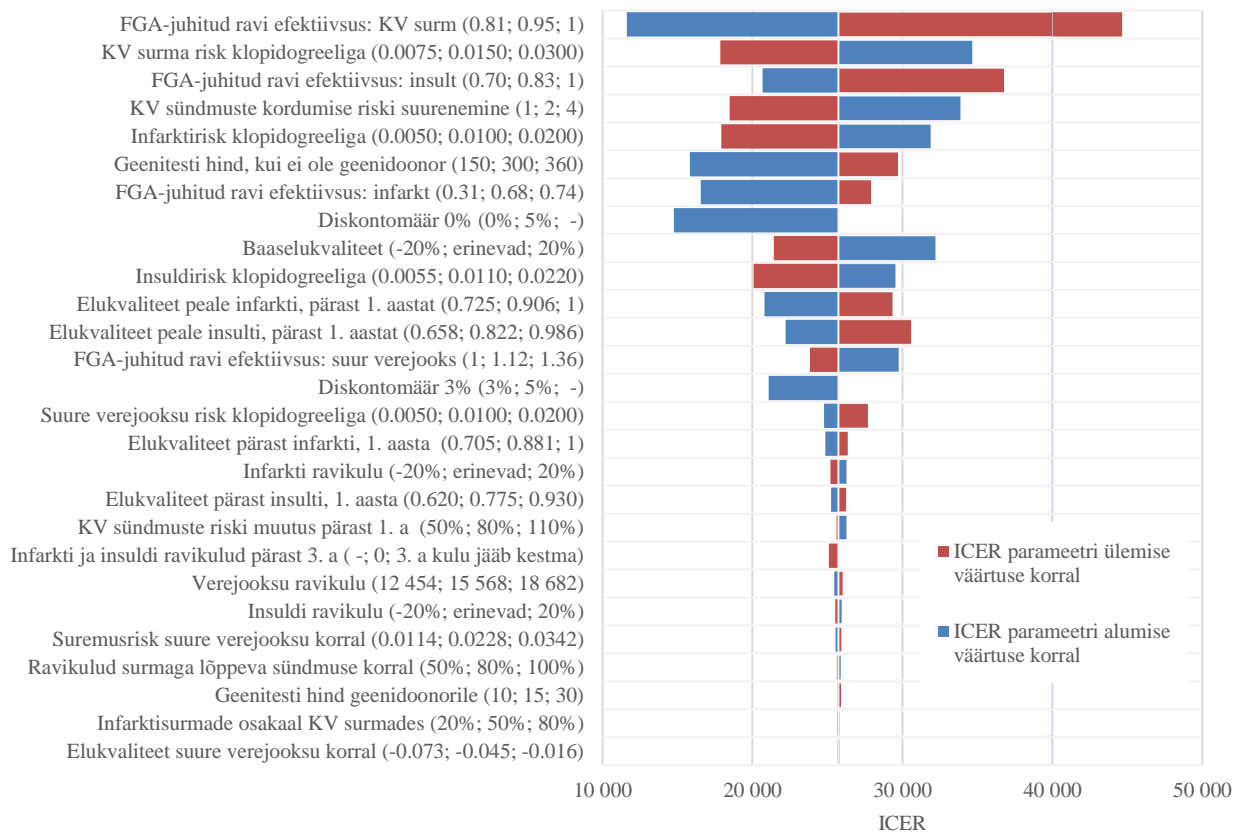 FGA-juhitud ravi efektiivsus: KV surm (0.81; 0.95; 1)
KV surma risk klopidogreeliga (0.0075; 0.0150; 0.0300)
FGA-juhitud ravi efektiivsus: insult (0.70; 0.83; 1)
KV sündmuste kordumise riski suurenemine (1; 2; 4)
Infarktirisk klopidogreeliga (0.0050; 0.0100; 0.0200)
Geenitesti hind, kui ei ole geenidoonor (150; 300; 360)
FGA-juhitud ravi efektiivsus: infarkt (0.31; 0.68; 0.74)
Diskontomäär 0% (0%; 5%; -)
Baaselukvaliteet (-20%; erinevad; 20%)
Insuldirisk klopidogreeliga (0.0055; 0.0110; 0.0220)
Elukvaliteet peale infarkti, pärast 1. aastat (0.725; 0.906; 1)
Elukvaliteet peale insulti, pärast 1. aastat (0.658; 0.822; 0.986)
FGA-juhitud ravi efektiivsus: suur verejooks (1; 1.12; 1.36)
Diskontomäär 3% (3%; 5%; -)
Suure verejooksu risk klopidogreeliga (0.0050; 0.0100; 0.0200)
Elukvaliteet pärast infarkti, 1. aasta (0.705; 0.881; 1)
Infarkti ravikulu (-20%; erinevad; 20%)
Elukvaliteet pärast insulti, 1. aasta (0.620; 0.775; 0.930)
KV sündmuste riski muutus pärast 1. a (50%; 80%; 110%)
Infarkti ja insuldi ravikulud pärast 3. a ( -; 0; 3. a kulu jääb kestma)
Verejooksu ravikulu (12 454; 15 568; 18 682)
Insuldi ravikulu (-20%; erinevad; 20%)
Suremusrisk suure verejooksu korral (0.0114; 0.0228; 0.0342)
Ravikulud surmaga lõppeva sündmuse korral (50%; 80%; 100%)
Geenitesti hind geenidoonorile (10; 15; 30)
Infarktisurmade osakaal KV surmades (20%; 50%; 80%)
Elukvaliteet suure verejooksu korral (-0.073; -0.045; -0.016)
ICER parameetri ülemise
väärtuse korral
ICER parameetri alumise
väärtuse korral
10 000 20 000 30 000 40 000 50 000
ICER